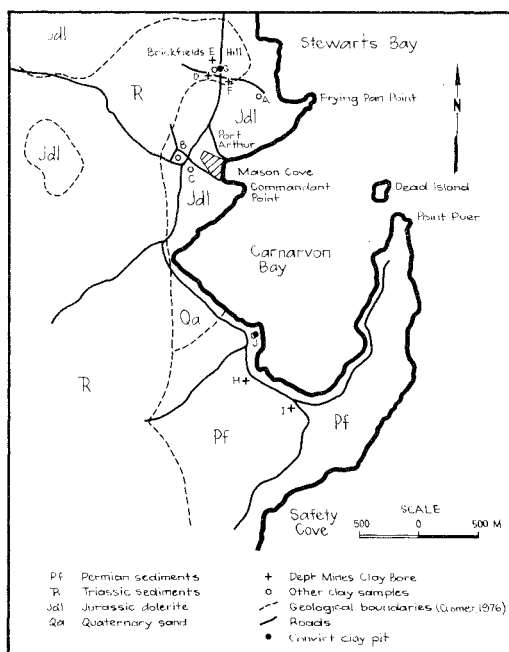 Jdl
Brickfields E
Hill
Stewarts Bay
G
D
F
A
Frying Pan Point
N
R
Jdl
Port
Arthur
Jdl
B
C
Mason Cove
Commandant
Point
Dead Island
Jdl
Point Puer
Carnarvon
Bay
Qa
J
H
I
R
Pf
Pf
Safety
Cove
SCALE
500 0 500 M
Pf Permian sediments
R Triassic sediments
Jdl Jurassic dolerite
Qa Quaternary sand
+ Dept Mines Clay Bore
Other clay samples
Geological boundaries (Cromer, 1976)
Roads
Convict clay pit